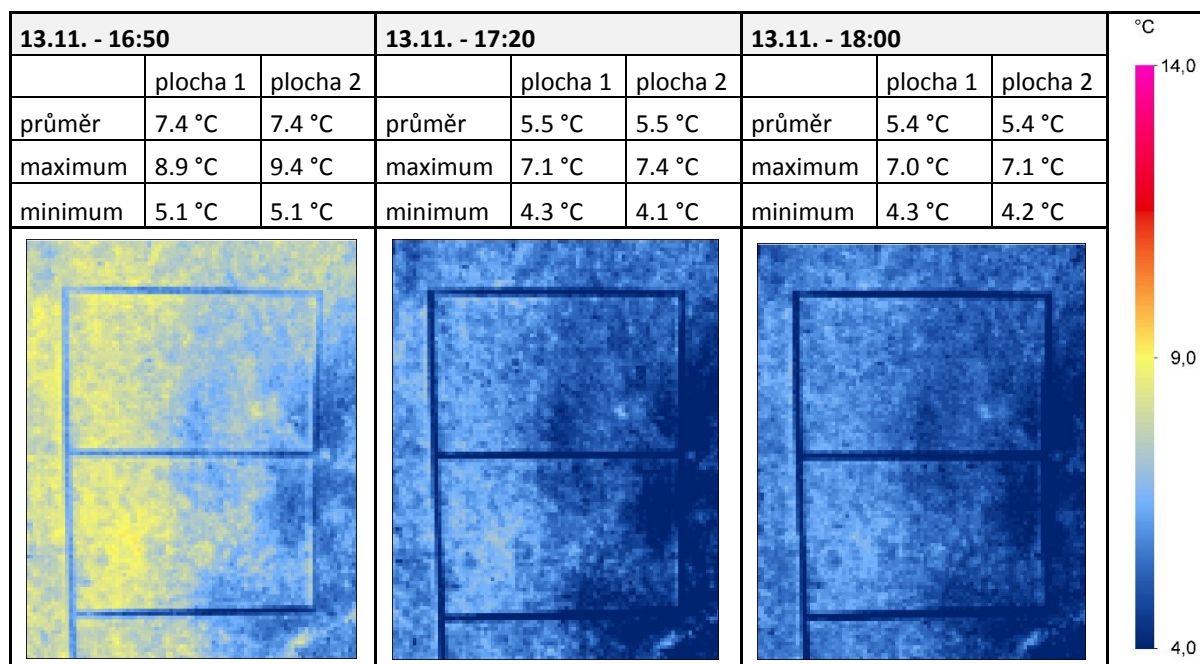 13.11. - 16:50 13.11. - 17:20 13.11. - 18:00
plocha 1 plocha 2 plocha 1 plocha 2 plocha 1 plocha 2
průměr 7.4 °C 7.4 °C průměr 5.5 °C 5.5 °C průměr 5.4 °C 5.4 °C
maximum 8.9 °C 9.4 °C maximum 7.1 °C 7.4 °C maximum 7.0 °C 7.1 °C
minimum 5.1 °C 5.1 °C minimum 4.3 °C 4.1 °C minimum 4.3 °C 4.2 °C
°C
14,0
9,0
4,0